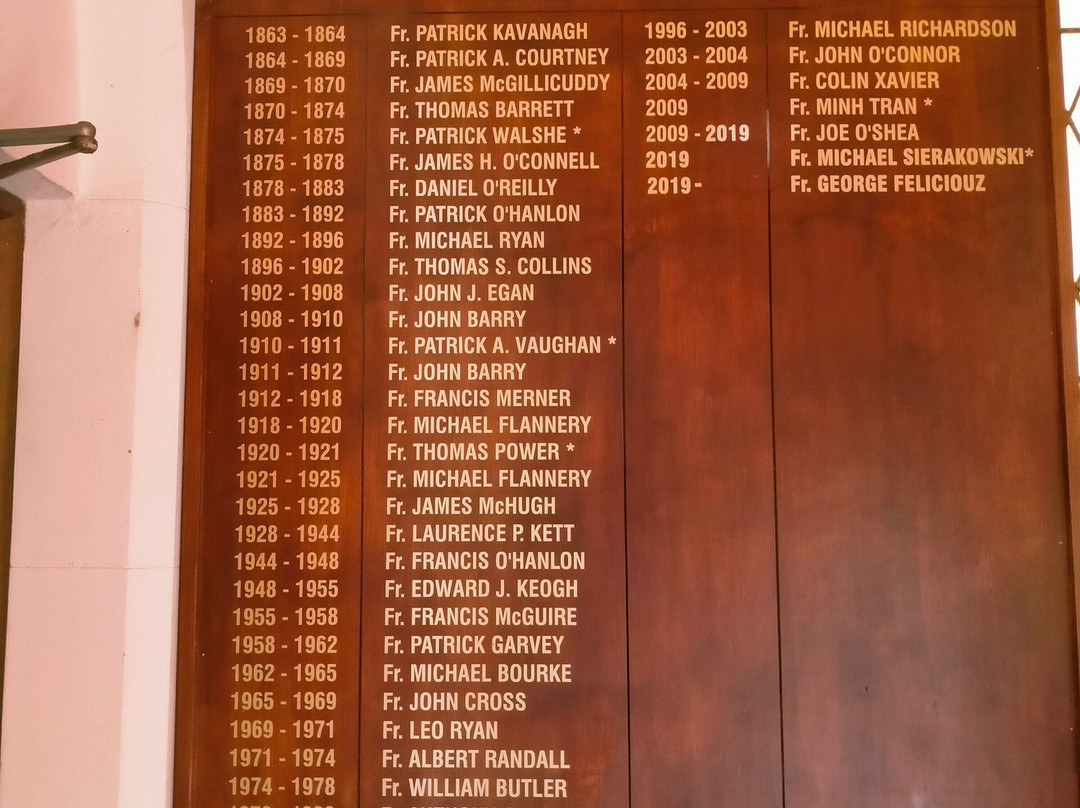 1863 - 1864 Fr. PATRICK KAVANAGH
1864 - 1869 Fr. PATRICK A. COURTNEY
1869 - 1870 Fr. JAMES McGILLICUDDY
1870 - 1874 Fr. THOMAS BARRETT
1874 - 1875 Fr. PATRICK WALSHE *
1875 - 1878 Fr. JAMES H. O'CONNELL
1878 - 1883 Fr. DANIEL O'REILLY
1883 - 1892 Fr. PATRICK O'HANLON
1892 - 1896 Fr. MICHAEL RYAN
1896 - 1902 Fr. THOMAS S. COLLINS
1902 - 1908 Fr. JOHN J. EGAN
1908 - 1910 Fr. JOHN BARRY
1910 - 1911 Fr. PATRICK A. VAUGHAN *
1911 - 1912 Fr. JOHN BARRY
1912 - 1918 Fr. FRANCIS MERNER
1918 - 1920 Fr. MICHAEL FLANNERY
1920 - 1921 Fr. THOMAS POWER *
1921 - 1925 Fr. MICHAEL FLANNERY
1925 - 1928 Fr. JAMES McHUGH
1928 - 1944 Fr. LAURENCE P. KETT
1944 - 1948 Fr. FRANCIS O'HANLON
1948 - 1955 Fr. EDWARD J. KEOGH
1955 - 1958 Fr. FRANCIS McGUIRE
1958 - 1962 Fr. PATRICK GARVEY
1962 - 1965 Fr. MICHAEL BOURKE
1965 - 1969 Fr. JOHN CROSS
1969 - 1971 Fr. LEO RYAN
1971 - 1974 Fr. ALBERT RANDALL
1974 - 1978 Fr. WILLIAM BUTLER
1996 - 2003 Fr. MICHAEL RICHARDSON
2003 - 2004 Fr. JOHN O'CONNOR
2004 - 2009 Fr. COLIN XAVIER
2009 Fr. MINH TRAN *
2009 - 2019 Fr. JOE O'SHEA
2019 Fr. MICHAEL SIERAKOWSKI*
2019 - Fr. GEORGE FELICIOUZ